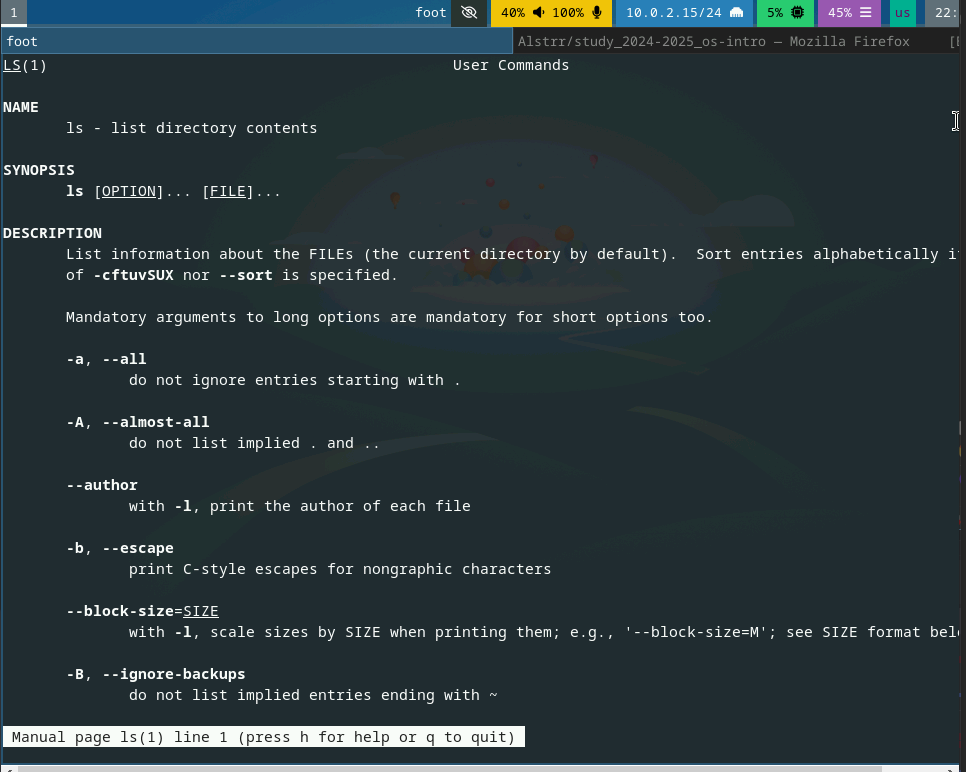 1 foot 40% 100% 10.0.2.15/24 5% 45% us 22:
foot Alstrr/study_2024-2025_os-intro — Mozilla Firefox
LS(1) User Commands
NAME
ls - list directory contents
SYNOPSIS
ls [OPTION]... [FILE]...
DESCRIPTION
List information about the FILEs (the current directory by default). Sort entries alphabetically
of -cftuvSUX nor --sort is specified.
Mandatory arguments to long options are mandatory for short options too.
-a, --all
do not ignore entries starting with .
-A, --almost-all
do not list implied . and ..
--author
with -l, print the author of each file
-b, --escape
print C-style escapes for nongraphic characters
--block-size=SIZE
with -l, scale sizes by SIZE when printing them; e.g., '--block-size=M'; see SIZE format
-B, --ignore-backups
do not list implied entries ending with ~
Manual page ls(1) line 1 (press h for help or q to quit)